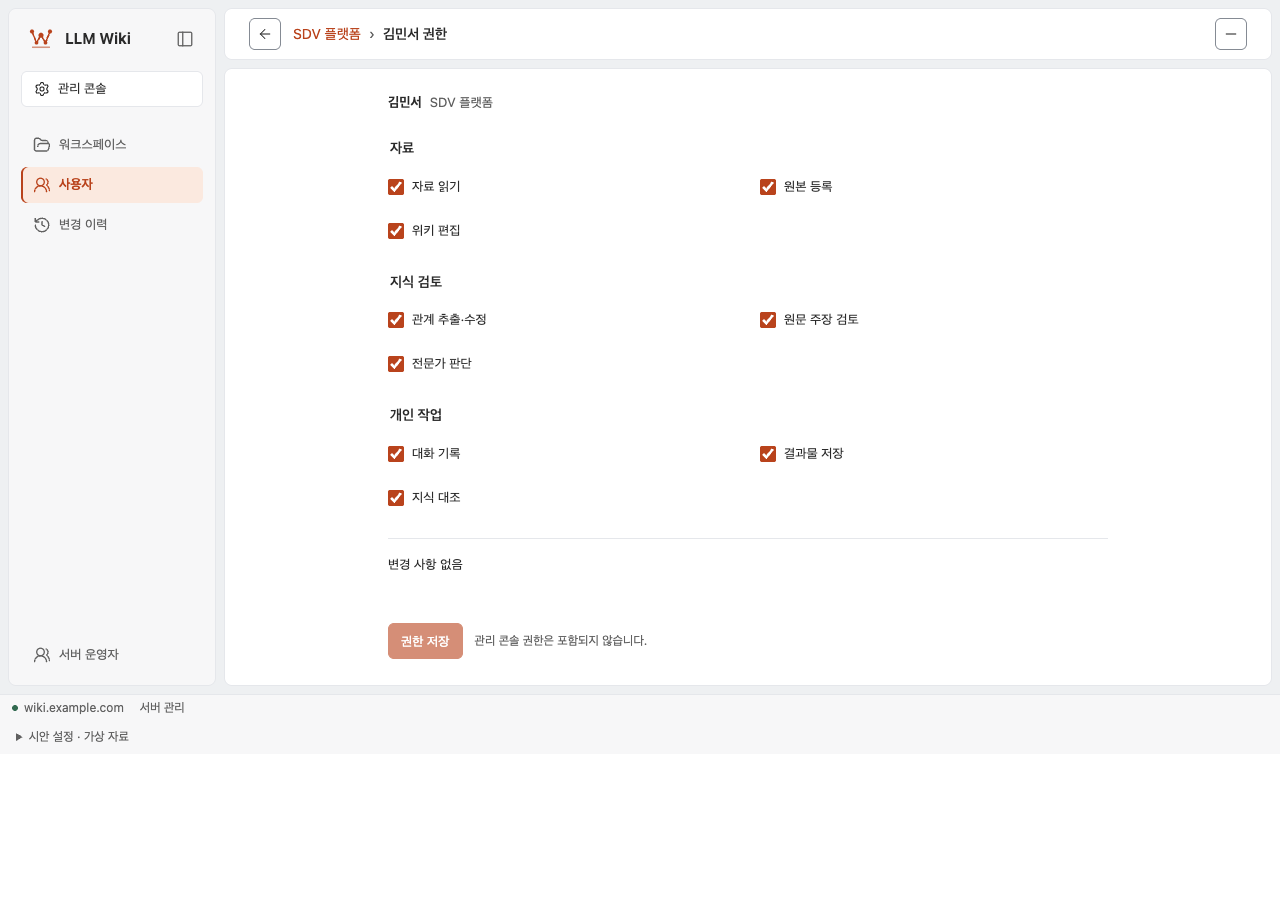 LLM Wiki
관리 콘솔
워크스페이스
사용자
변경 이력
서버 운영자
SDV 플랫폼 › 김민서 권한
김민서 SDV 플랫폼
자료
자료 읽기 원본 등록
위키 편집
지식 검토
관계 추출·수정 원문 주장 검토
전문가 판단
개인 작업
대화 기록 결과물 저장
지식 대조
변경 사항 없음
권한 저장 관리 콘솔 권한은 포함되지 않습니다.
wiki.example.com 서버 관리
시안 설정 · 가상 자료